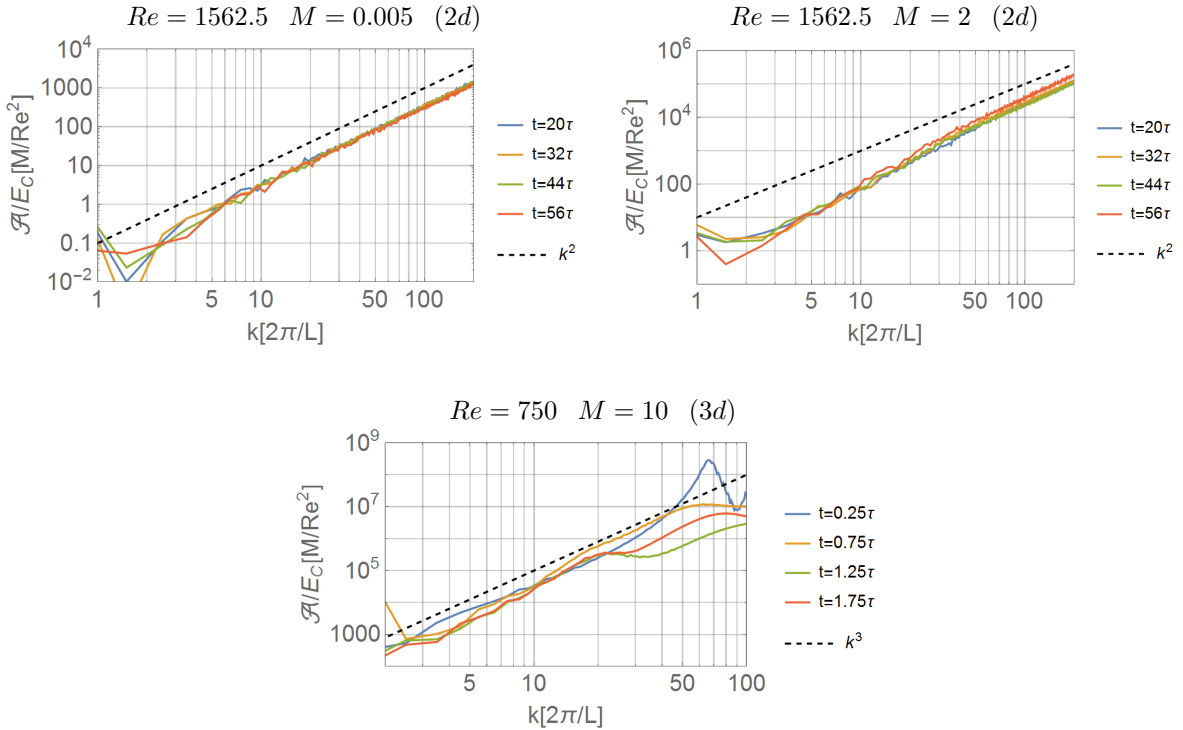 Re = 1562.5 M = 0.005 (2d)
10^4
1000
100
10
1
0.1
10^-2
𝒜/E_C[M/Re^2]
1 5 10 50 100
k[2π/L]
t=20τ
t=32τ
t=44τ
t=56τ
k^2
Re = 1562.5 M = 2 (2d)
10^6
10^4
100
1
𝒜/E_C[M/Re^2]
1 5 10 50 100
k[2π/L]
t=20τ
t=32τ
t=44τ
t=56τ
k^2
Re = 750 M = 10 (3d)
10^9
10^7
10^5
1000
𝒜/E_C[M/Re^2]
5 10 50 100
k[2π/L]
t=0.25τ
t=0.75τ
t=1.25τ
t=1.75τ
k^3